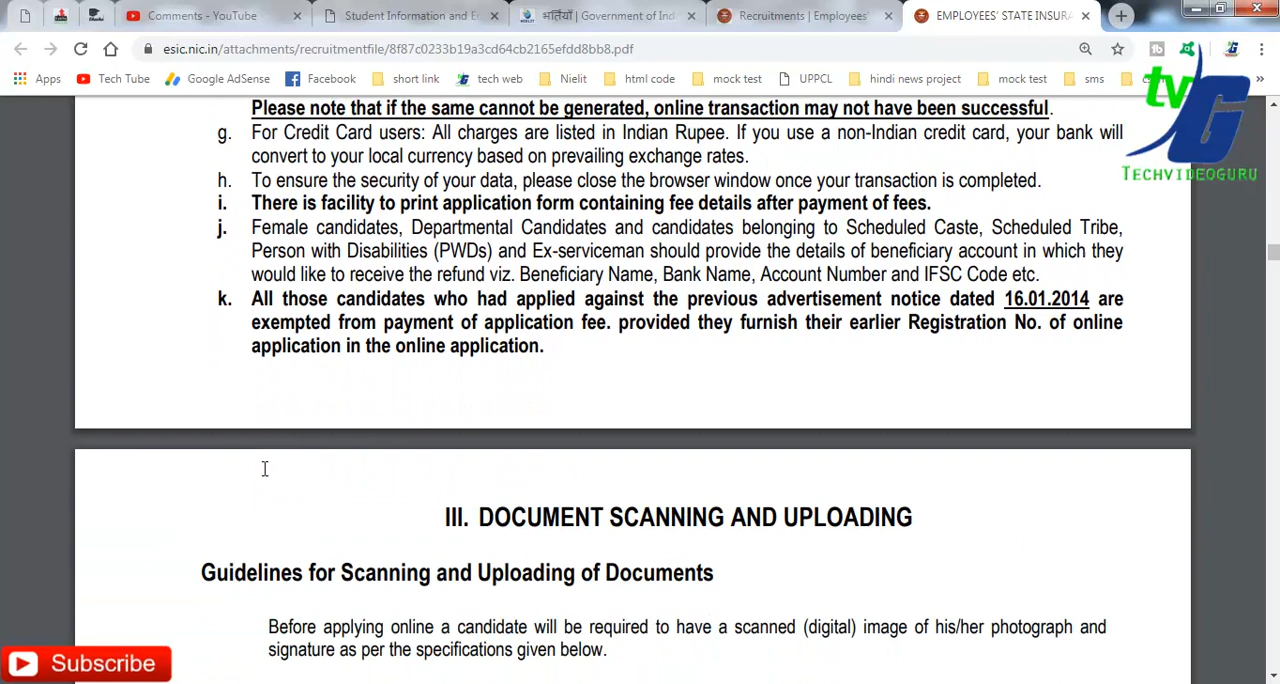 Comments - YouTube
Student Information and E
भर्तियाँ | Government of Ind
Recruitments | Employees'
EMPLOYEES' STATE INSURA
esic.nic.in/attachments/recruitmentfile/8f87c0233b19a3cd64cb2165efdd8bb8.pdf
Apps
Tech Tube
Google AdSense
Facebook
short link
tech web
Nielit
html code
mock test
UPPCL
hindi news project
mock test
sms
tv G
TECHVIDEOGURU
Please note that if the same cannot be generated, online transaction may not have been successful.
g. For Credit Card users: All charges are listed in Indian Rupee. If you use a non-Indian credit card, your bank will
convert to your local currency based on prevailing exchange rates.
h. To ensure the security of your data, please close the browser window once your transaction is completed.
i. There is facility to print application form containing fee details after payment of fees.
j. Female candidates, Departmental Candidates and candidates belonging to Scheduled Caste, Scheduled Tribe,
Person with Disabilities (PWDs) and Ex-serviceman should provide the details of beneficiary account in which they
would like to receive the refund viz. Beneficiary Name, Bank Name, Account Number and IFSC Code etc.
k. All those candidates who had applied against the previous advertisement notice dated 16.01.2014 are
exempted from payment of application fee. provided they furnish their earlier Registration No. of online
application in the online application.
III. DOCUMENT SCANNING AND UPLOADING
Guidelines for Scanning and Uploading of Documents
Before applying online a candidate will be required to have a scanned (digital) image of his/her photograph and
signature as per the specifications given below.
Subscribe